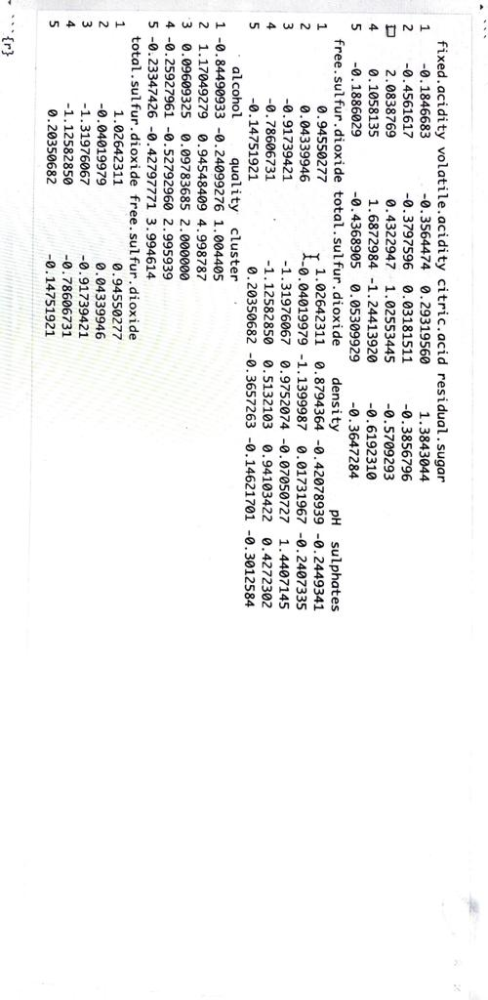 fixed.acidity volatile.acidity citric.acid residual.sugar
1 -0.1846683 -0.3564474 0.29319560 1.3843044
2 -0.4561617 -0.3797596 0.03181511 -0.3856796
2.0838769 0.4322947 1.02553445 -0.5709293
4 0.1058135 1.6872984 -1.24413920 -0.6192310
5 -0.1886029 -0.4368905 0.05309929 -0.3647284
free.sulfur.dioxide total.sulfur.dioxide density pH sulphates
1 0.94550277 1.02642311 0.8794364 -0.42078939 -0.2449341
2 0.04339946 -0.04019979 -1.1399987 0.01731967 -0.2407335
3 -0.91739421 -1.31976067 0.9752074 -0.07050727 1.4407145
4 -0.78606731 -1.12582850 0.5132103 0.94103422 0.4272302
5 -0.14751921 0.20350682 -0.3657263 -0.14621701 -0.3012584
alcohol quality cluster
1 -0.84490933 -0.24099276 1.004405
2 1.17049279 0.94548409 4.998787
3 0.09609325 0.09783685 2.000000
4 -0.25927961 -0.52792960 2.995939
5 -0.23347426 -0.42797771 3.994614
total.sulfur.dioxide free.sulfur.dioxide
1 1.02642311 0.94550277
2 -0.04019979 0.04339946
3 -1.31976067 -0.91739421
4 -1.12582850 -0.78606731
5 0.20350682 -0.14751921
```{r}